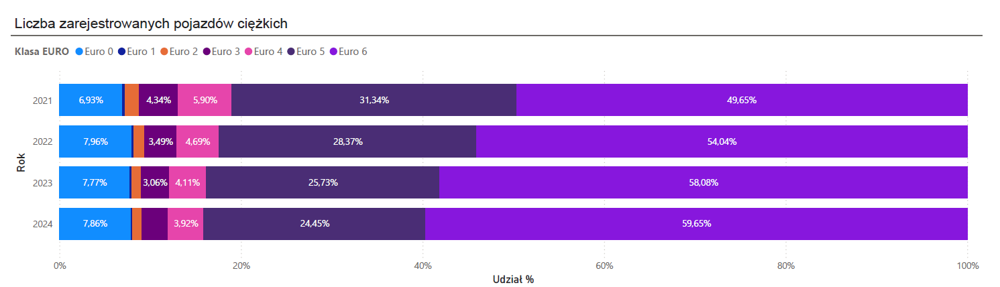 Liczba zarejestrowanych pojazdów ciężkich
Klasa EURO Euro 0 Euro 1 Euro 2 Euro 3 Euro 4 Euro 5 Euro 6
2021 6,93% 4,34% 5,90% 31,34% 49,65%
2022 7,96% 3,49% 4,69% 28,37% 54,04%
Rok
2023 7,77% 3,06% 4,11% 25,73% 58,08%
2024 7,86% 3,92% 24,45% 59,65%
0% 20% 40% 60% 80% 100%
Udział %